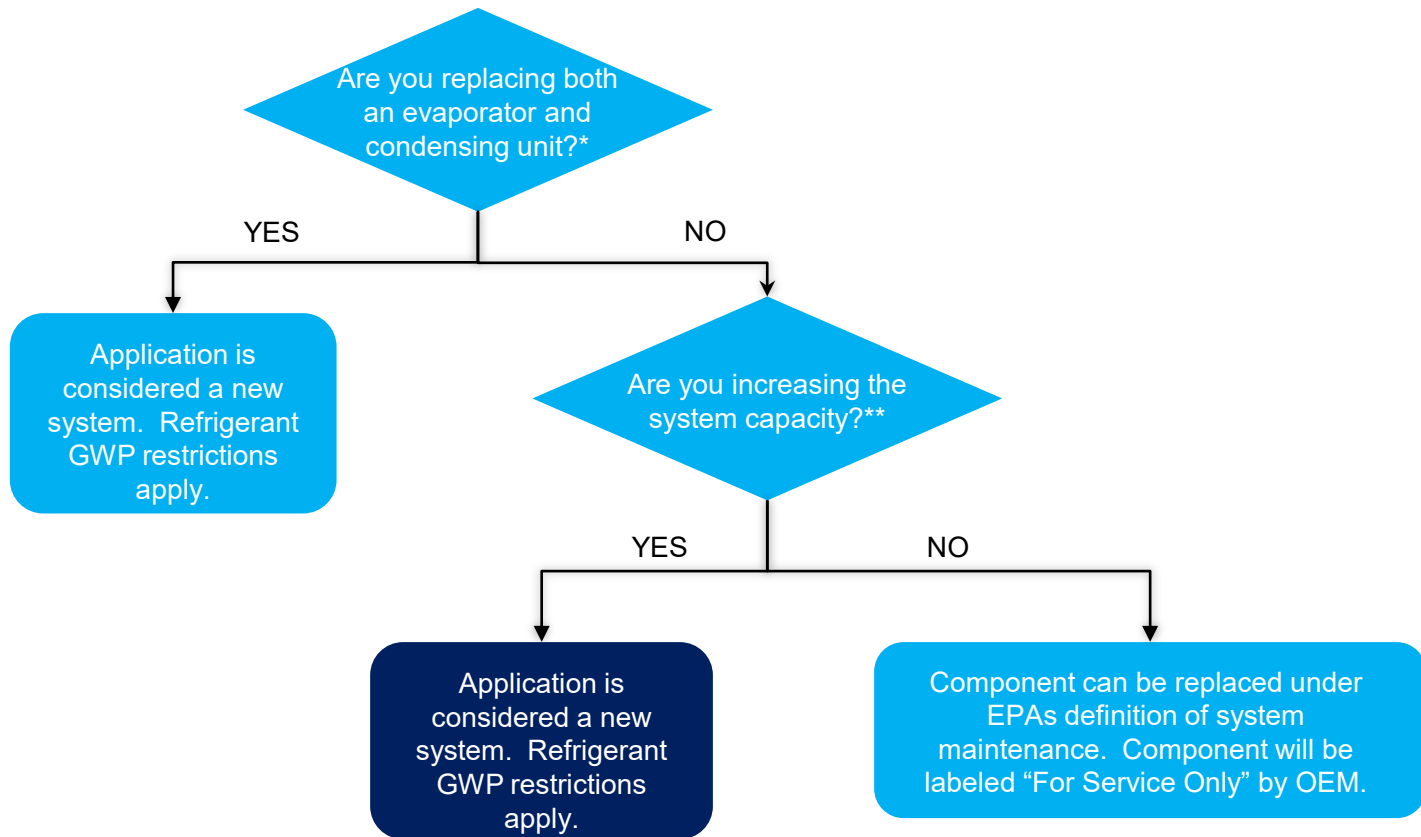 Are you replacing both
an evaporator and
condensing unit?*
YES
NO
Application is
considered a new
system.  Refrigerant
GWP restrictions
apply.
Are you increasing the
system capacity?**
YES
NO
Application is
considered a new
system.  Refrigerant
GWP restrictions
apply.
Component can be replaced under
EPAs definition of system
maintenance.  Component will be
labeled “For Service Only” by OEM.